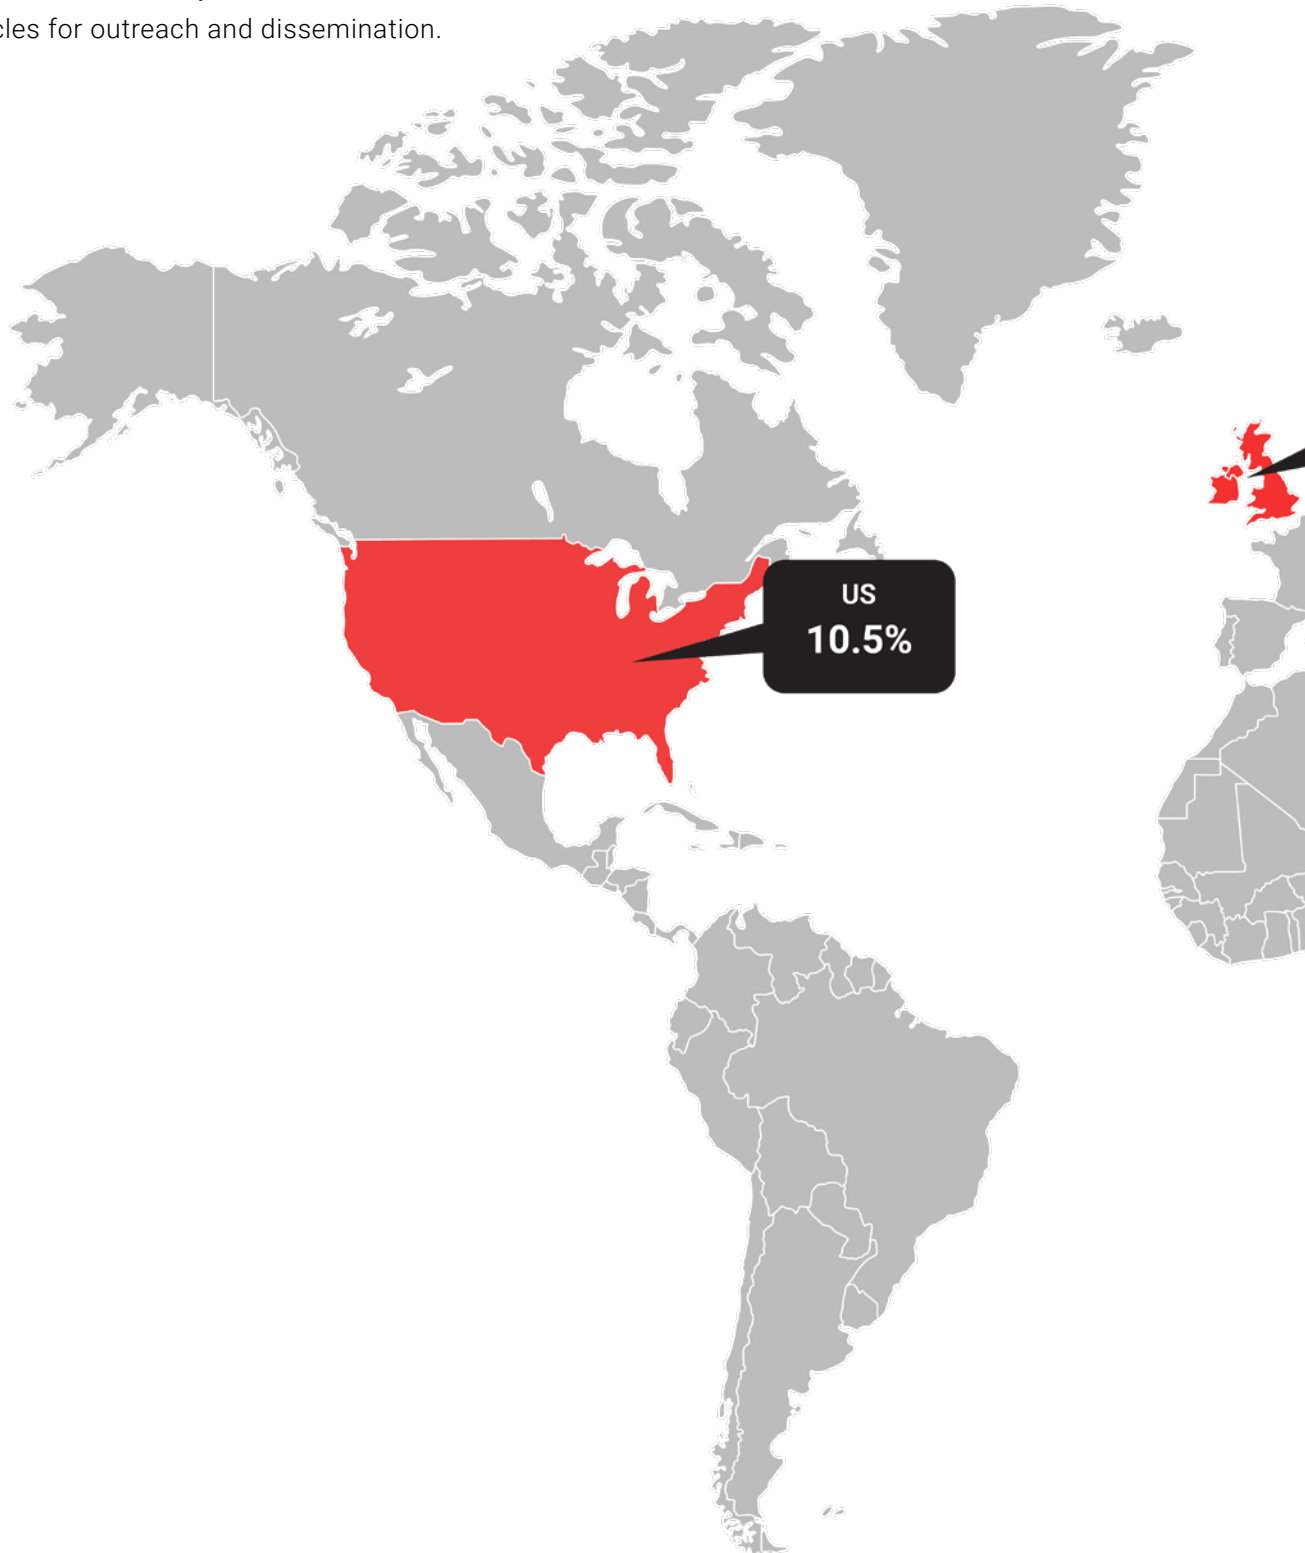 cles for outreach and dissemination.
US
10.5%